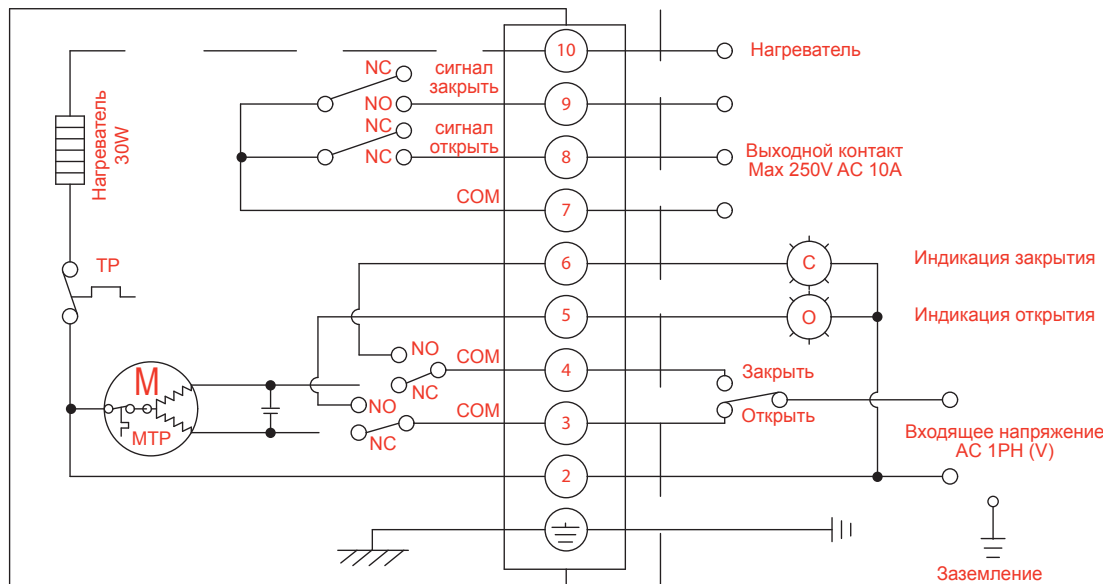 10
Нагреватель
NC
сигнал
закрыть
NO
9
NC
сигнал
открыть
NC
8
Выходной контакт
Max 250V AC 10A
Нагреватель
30W
COM
7
TP
6
C
Индикация закрытия
5
O
Индикация открытия
NO
COM
4
Закрыть
NC
M
MTP
NO
COM
3
Открыть
NC
Входящее напряжение
AC 1PH (V)
2
Заземление